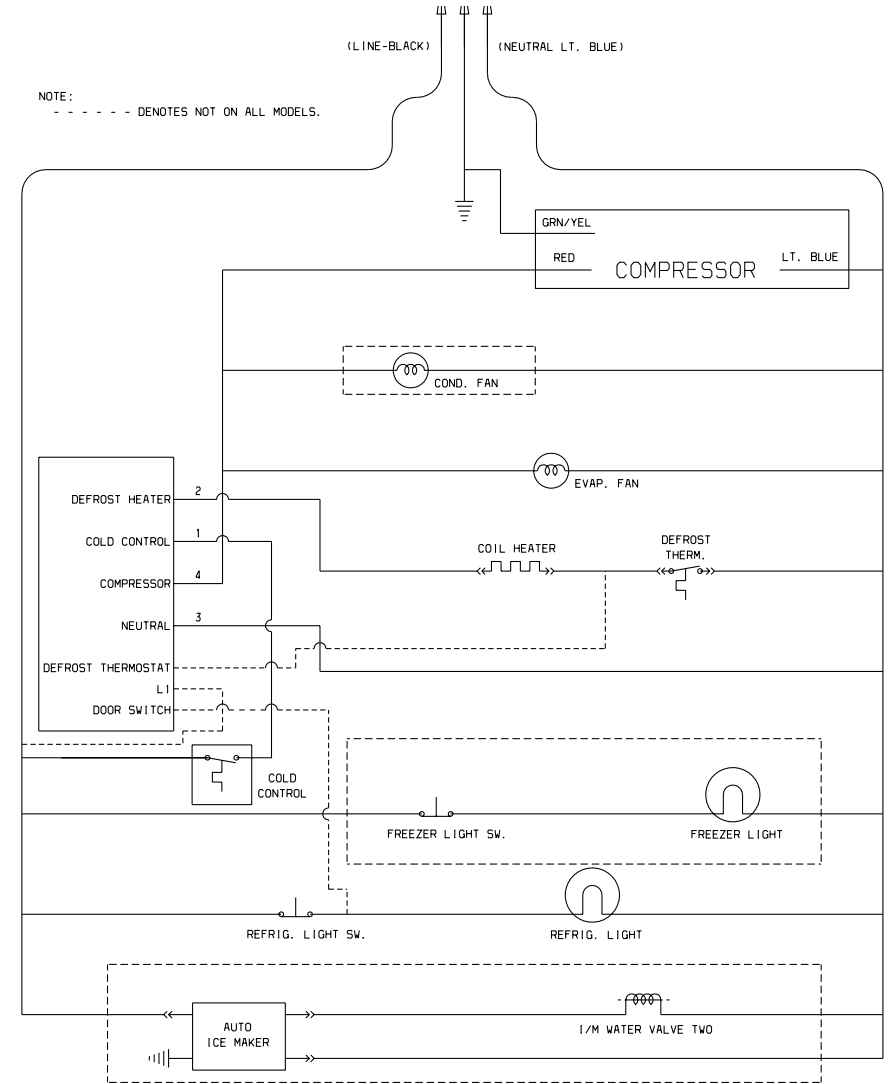 (LINE-BLACK)
(NEUTRAL LT. BLUE)
NOTE:
- - - - - - DENOTES NOT ON ALL MODELS.
GRN/YEL
RED
COMPRESSOR
LT. BLUE
COND. FAN
EVAP. FAN
DEFROST HEATER
2
COLD CONTROL
1
COMPRESSOR
4
NEUTRAL
3
DEFROST THERMOSTAT
L1
DOOR SWITCH
COIL HEATER
DEFROST
THERM.
COLD
CONTROL
FREEZER LIGHT SW.
FREEZER LIGHT
REFRIG. LIGHT SW.
REFRIG. LIGHT
AUTO
ICE MAKER
I/M WATER VALVE TWO